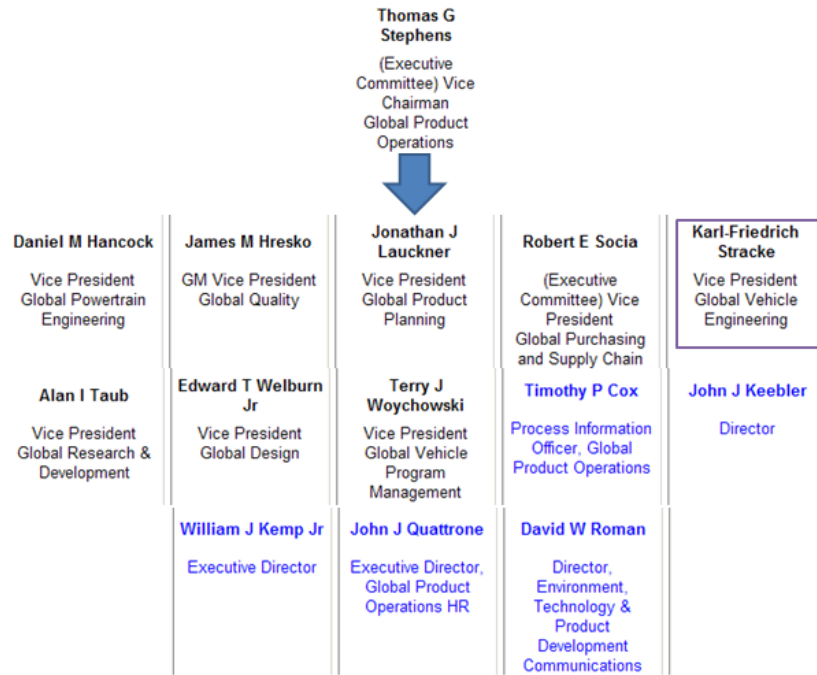 Thomas G
Stephens
(Executive
Committee) Vice
Chairman
Global Product
Operations
Daniel M Hancock
Vice President
Global Powertrain
Engineering
James M Hresko
GM Vice President
Global Quality
Jonathan J
Lauckner
Vice President
Global Product
Planning
Robert E Socia
(Executive
Committee) Vice
President
Global Purchasing
and Supply Chain
Karl-Friedrich
Stracke
Vice President
Global Vehicle
Engineering
Alan I Taub
Vice President
Global Research &
Development
Edward T Welburn
Jr
Vice President
Global Design
Terry J
Woychowski
Vice President
Global Vehicle
Program
Management
Timothy P Cox
Process Information
Officer, Global
Product Operations
John J Keebler
Director
William J Kemp Jr
Executive Director
John J Quattrone
Executive Director,
Global Product
Operations HR
David W Roman
Director,
Environment,
Technology &
Product
Development
Communications